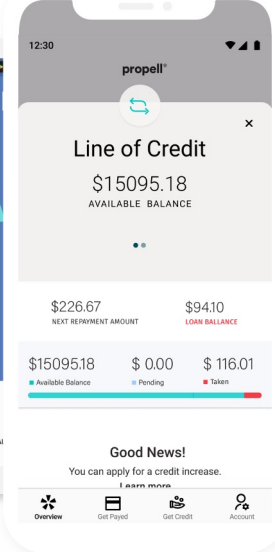 12:30
propell®
×
Line of Credit
$15095.18
AVAILABLE BALANCE
$226.67 $94.10
NEXT REPAYMENT AMOUNT LOAN BALLANCE
$15095.18 $ 0.00 $ 116.01
Available Balance Pending Taken
Good News!
You can apply for a credit increase.
Learn more
Overview Get Payed Get Credit Account